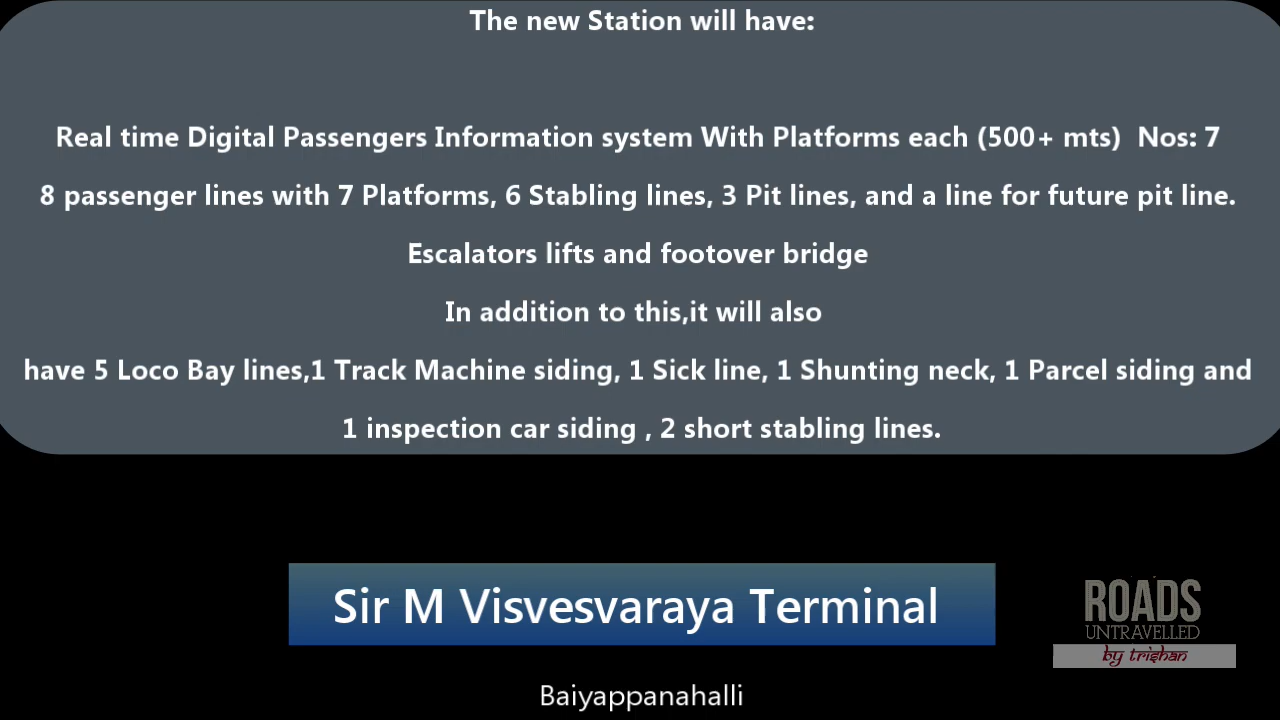 The new Station will have:
Real time Digital Passengers Information system With Platforms each (500+ mts)  Nos: 7
8 passenger lines with 7 Platforms, 6 Stabling lines, 3 Pit lines, and a line for future pit line.
Escalators lifts and footover bridge
In addition to this,it will also
have 5 Loco Bay lines,1 Track Machine siding, 1 Sick line, 1 Shunting neck, 1 Parcel siding and
1 inspection car siding , 2 short stabling lines.
Sir M Visvesvaraya Terminal
ROADS
UNTRAVELLED
by trishan
Baiyappanahalli